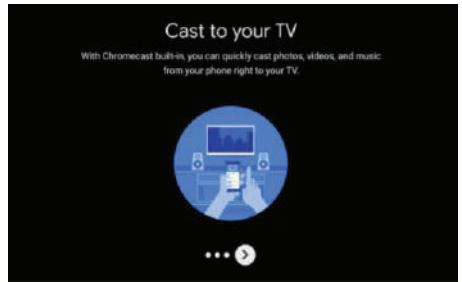 Cast to your TV
With Chromecast built-in, you can quickly cast photos, videos, and music
from your phone right to your TV.